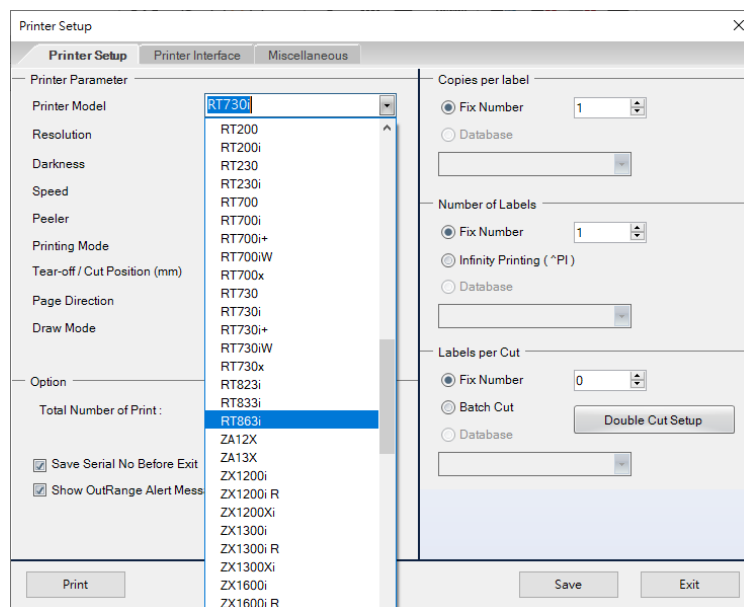 Printer Setup
Printer Setup
Printer Interface
Miscellaneous
Printer Parameter
Printer Model
RT730i
Resolution
Darkness
Speed
Peeler
Printing Mode
Tear-off / Cut Position (mm)
Page Direction
Draw Mode
RT200
RT200i
RT230
RT230i
RT700
RT700i
RT700i+
RT700iW
RT700x
RT730
RT730i
RT730i+
RT730iW
RT730x
RT823i
RT833i
RT863i
ZA12X
ZA13X
ZX1200i
ZX1200i R
ZX1200Xi
ZX1300i
ZX1300i R
ZX1300Xi
ZX1600i
ZX1600i R
Option
Total Number of Print :
Save Serial No Before Exit
Show OutRange Alert Mess
Copies per label
Fix Number
1
Database
Number of Labels
Fix Number
1
Infinity Printing ( ^PI )
Database
Labels per Cut
Fix Number
0
Batch Cut
Double Cut Setup
Database
Print
Save
Exit